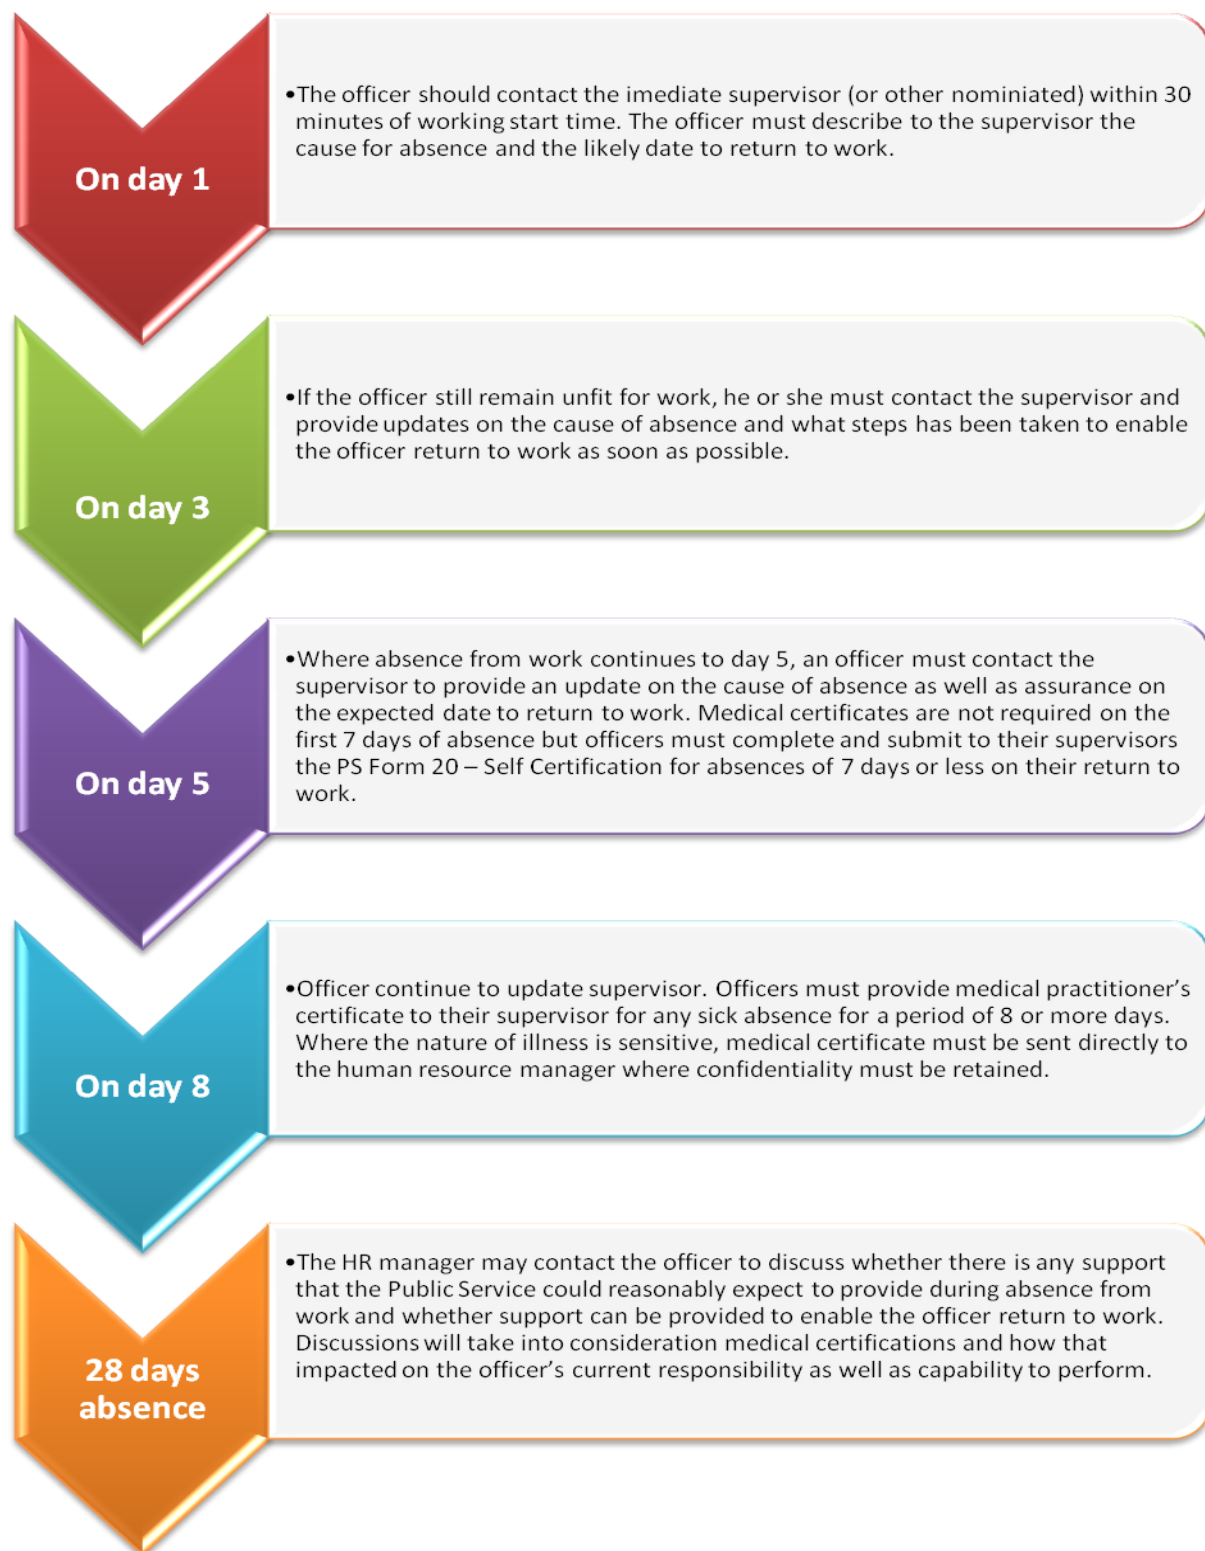 On day 1
•The officer should contact the imediate supervisor (or other nominiated) within 30
minutes of working start time. The officer must describe to the supervisor the
cause for absence and the likely date to return to work.
On day 3
•If the officer still remain unfit for work, he or she must contact the supervisor and
provide updates on the cause of absence and what steps has been taken to enable
the officer return to work as soon as possible.
On day 5
•Where absence from work continues to day 5, an officer must contact the
supervisor to provide an update on the cause of absence as well as assurance on
the expected date to return to work. Medical certificates are not required on the
first 7 days of absence but officers must complete and submit to their supervisors
the PS Form 20 – Self Certification for absences of 7 days or less on their return to
work.
On day 8
•Officer continue to update supervisor. Officers must provide medical practitioner’s
certificate to their supervisor for any sick absence for a period of 8 or more days.
Where the nature of illness is sensitive, medical certificate must be sent directly to
the human resource manager where confidentiality must be retained.
28 days
absence
•The HR manager may contact the officer to discuss whether there is any support
that the Public Service could reasonably expect to provide during absence from
work and whether support can be provided to enable the officer return to work.
Discussions will take into consideration medical certifications and how that
impacted on the officer’s current responsibility as well as capability to perform.